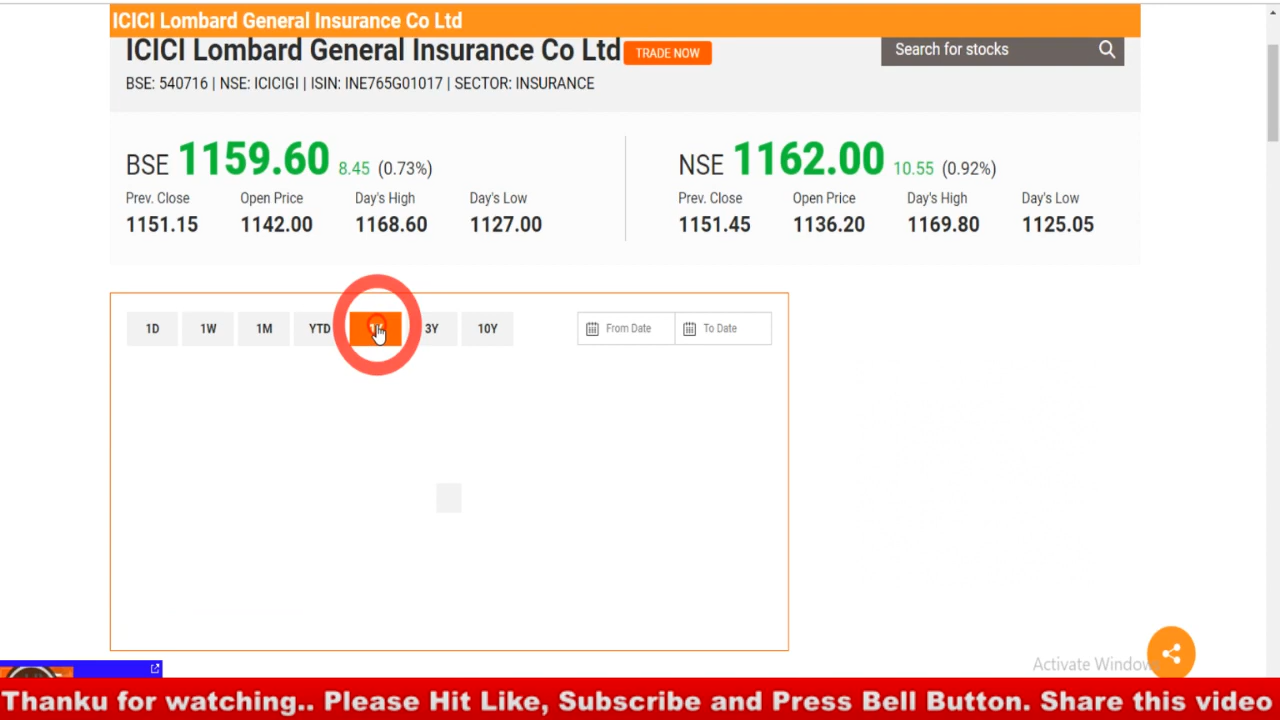 ICICI Lombard General Insurance Co Ltd
ICICI Lombard General Insurance Co Ltd TRADE NOW Search for stocks
BSE: 540716 | NSE: ICICIGI | ISIN: INE765G01017 | SECTOR: INSURANCE
BSE 1159.60 8.45 (0.73%) NSE 1162.00 10.55 (0.92%)
Prev. Close Open Price Day's High Day's Low Prev. Close Open Price Day's High Day's Low
1151.15 1142.00 1168.60 1127.00 1151.45 1136.20 1169.80 1125.05
1D 1W 1M YTD 3Y 10Y From Date To Date
Activate Window
Thanku for watching.. Please Hit Like, Subscribe and Press Bell Button. Share this video